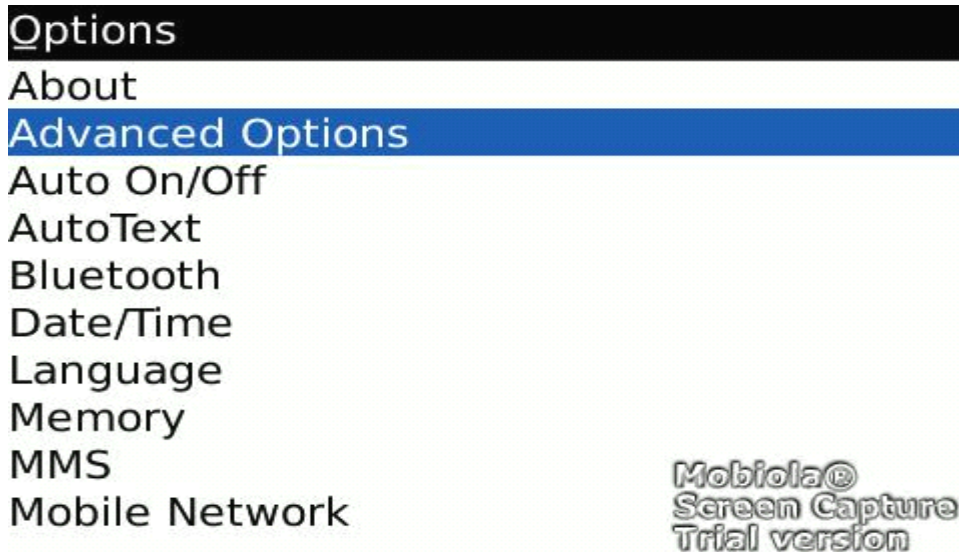 Options
About
Advanced Options
Auto On/Off
AutoText
Bluetooth
Date/Time
Language
Memory
MMS
Mobile Network
Mobiola®
Screen Capture
Trial version